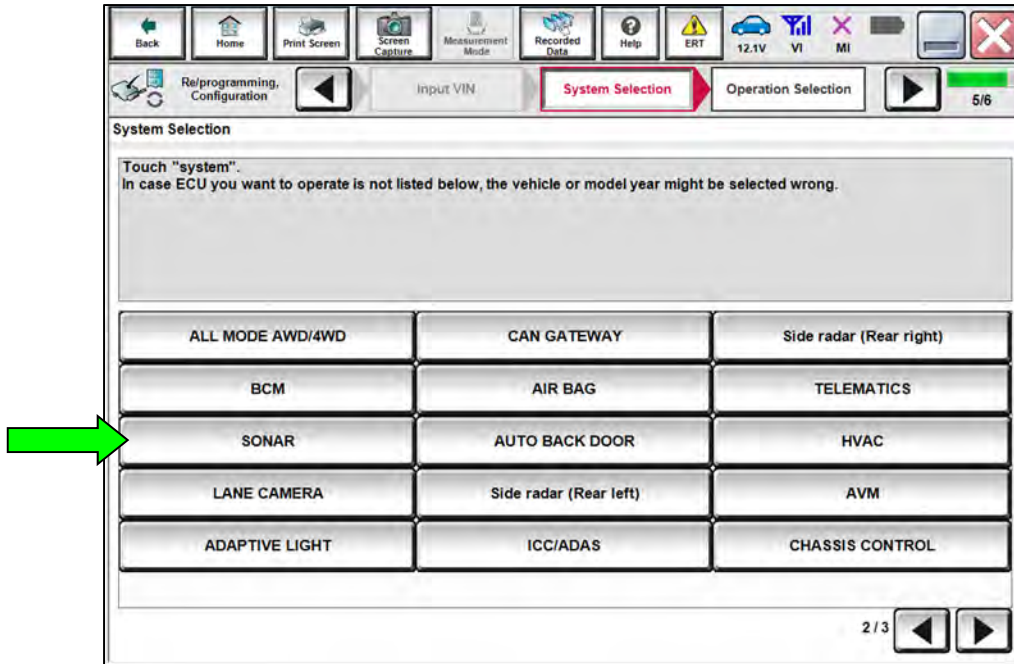 Back
Home
Print Screen
Screen
Capture
Measurement
Mode
Recorded
Data
Help
ERT
12.1V
VI
MI
Re/programming,
Configuration
Input VIN
System Selection
Operation Selection
5/6
System Selection
Touch "system".
In case ECU you want to operate is not listed below, the vehicle or model year might be selected wrong.
ALL MODE AWD/4WD
CAN GATEWAY
Side radar (Rear right)
BCM
AIR BAG
TELEMATICS
SONAR
AUTO BACK DOOR
HVAC
LANE CAMERA
Side radar (Rear left)
AVM
ADAPTIVE LIGHT
ICC/ADAS
CHASSIS CONTROL
2/3